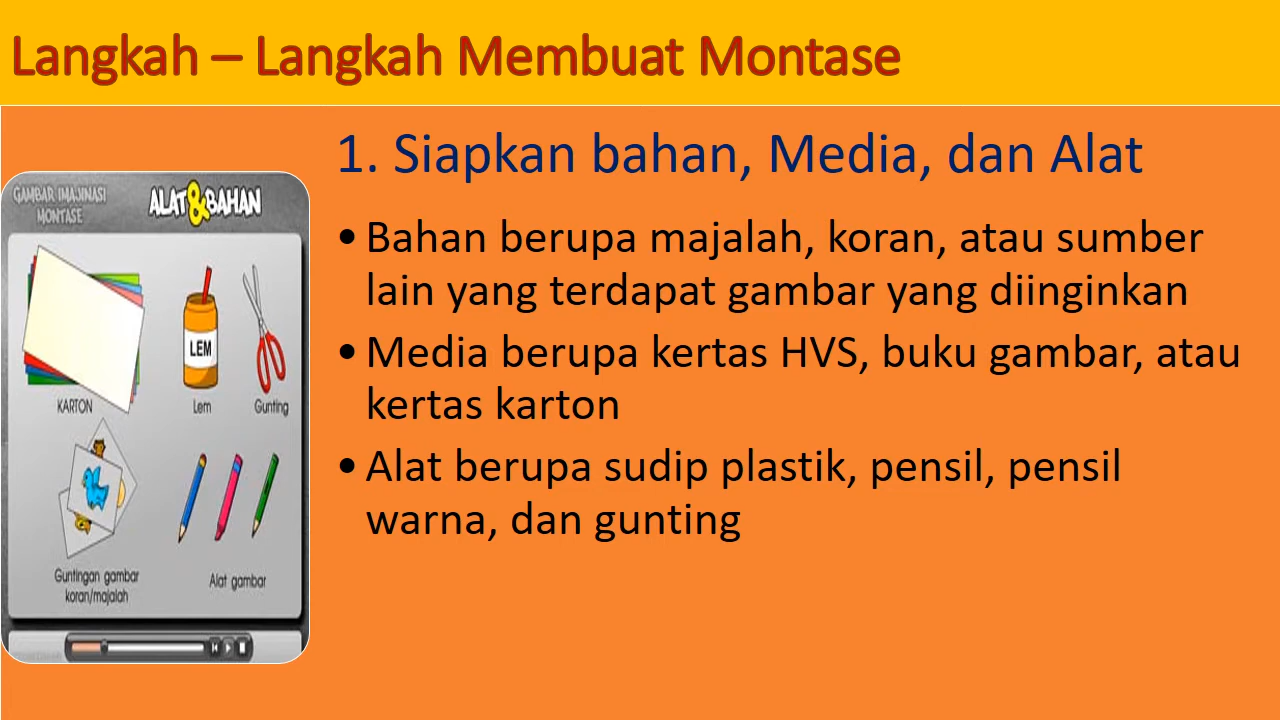 Langkah – Langkah Membuat Montase
1. Siapkan bahan, Media, dan Alat
• Bahan berupa majalah, koran, atau sumber
lain yang terdapat gambar yang diinginkan
• Media berupa kertas HVS, buku gambar, atau
kertas karton
• Alat berupa sudip plastik, pensil, pensil
warna, dan gunting
GAMBAR IMAJINASI
MONTASE
ALAT & BAHAN
LEM
KARTON
Lem
Gunting
Guntingan gambar
koran/majalah
Alat gambar